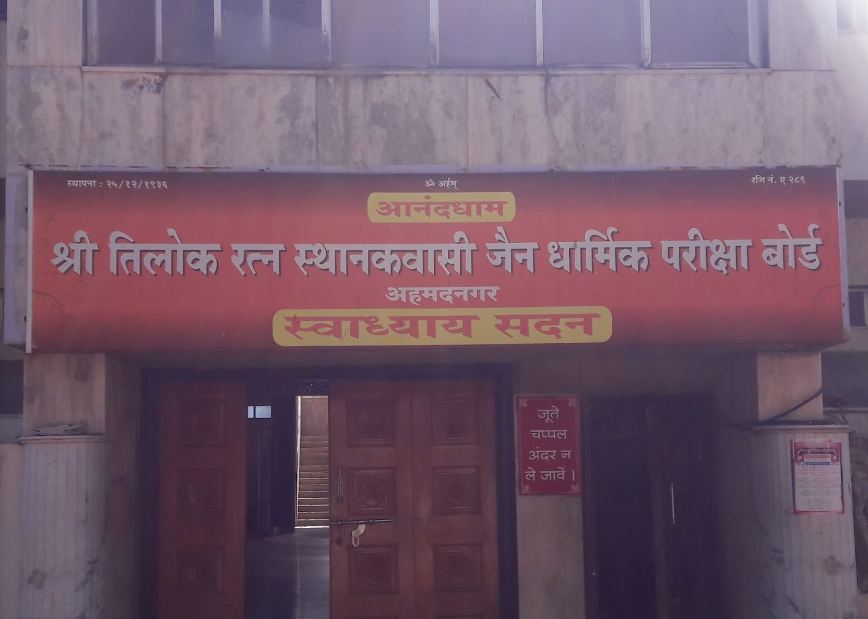 स्थापना : २५/१२/१९३६
ॐ अर्हम्
रजि नं. ए २८९
आनंदधाम
श्री तिलोक रत्न स्थानकवासी जैन धार्मिक परीक्षा बोर्ड
अहमदनगर
स्वाध्याय सदन
जूते
चप्पल
अंदर न
ले जावें ।